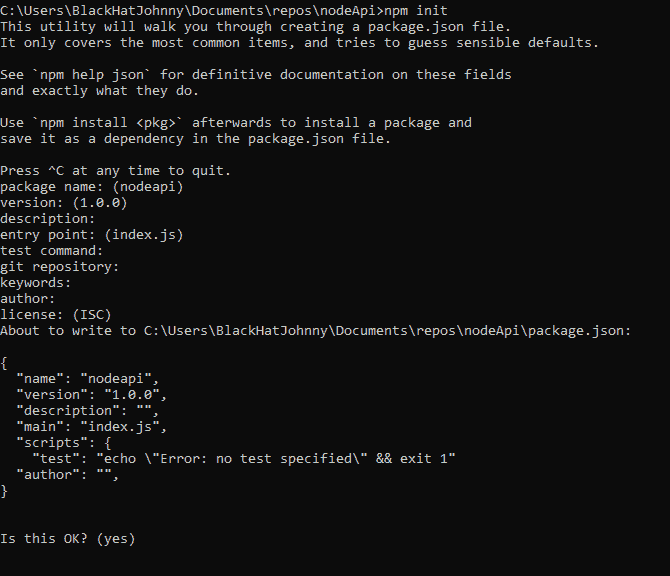 C:\Users\BlackHatJohnny\Documents\repos\nodeApi>npm init
This utility will walk you through creating a package.json file.
It only covers the most common items, and tries to guess sensible defaults.

See `npm help json` for definitive documentation on these fields
and exactly what they do.

Use `npm install <pkg>` afterwards to install a package and
save it as a dependency in the package.json file.

Press ^C at any time to quit.
package name: (nodeapi)
version: (1.0.0)
description:
entry point: (index.js)
test command:
git repository:
keywords:
author:
license: (ISC)
About to write to C:\Users\BlackHatJohnny\Documents\repos\nodeApi\package.json:

{
  "name": "nodeapi",
  "version": "1.0.0",
  "description": "",
  "main": "index.js",
  "scripts": {
    "test": "echo \"Error: no test specified\" && exit 1"
  "author": "",
}

Is this OK? (yes)